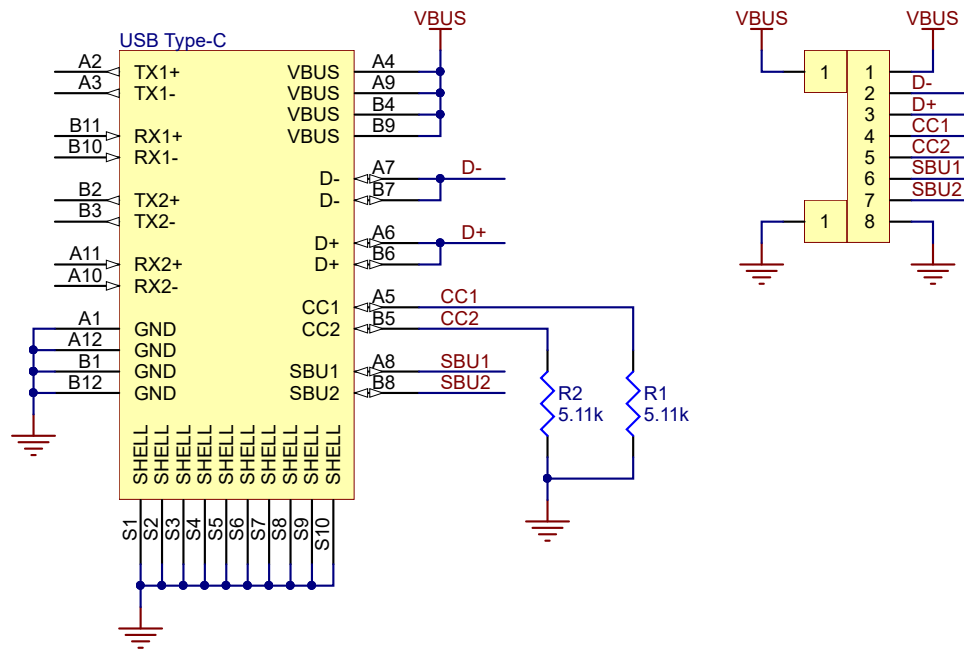 VBUS
VBUS
VBUS
USB Type-C
A2 TX1+
A3 TX1-
B11 RX1+
B10 RX1-
B2 TX2+
B3 TX2-
A11 RX2+
A10 RX2-
A1 GND
A12 GND
B1 GND
B12 GND
VBUS A4
VBUS A9
VBUS B4
VBUS B9
D- A7 D-
D- B7
D+ A6 D+
D+ B6
CC1 A5 CC1
CC2 B5 CC2
SBU1 A8 SBU1
SBU2 B8 SBU2
R2
5.11k
R1
5.11k
SHELL SHELL SHELL SHELL SHELL SHELL SHELL SHELL SHELL SHELL
S1 S2 S3 S4 S5 S6 S7 S8 S9 S10
1
1
1
2 D-
3 D+
4 CC1
5 CC2
6 SBU1
7 SBU2
8